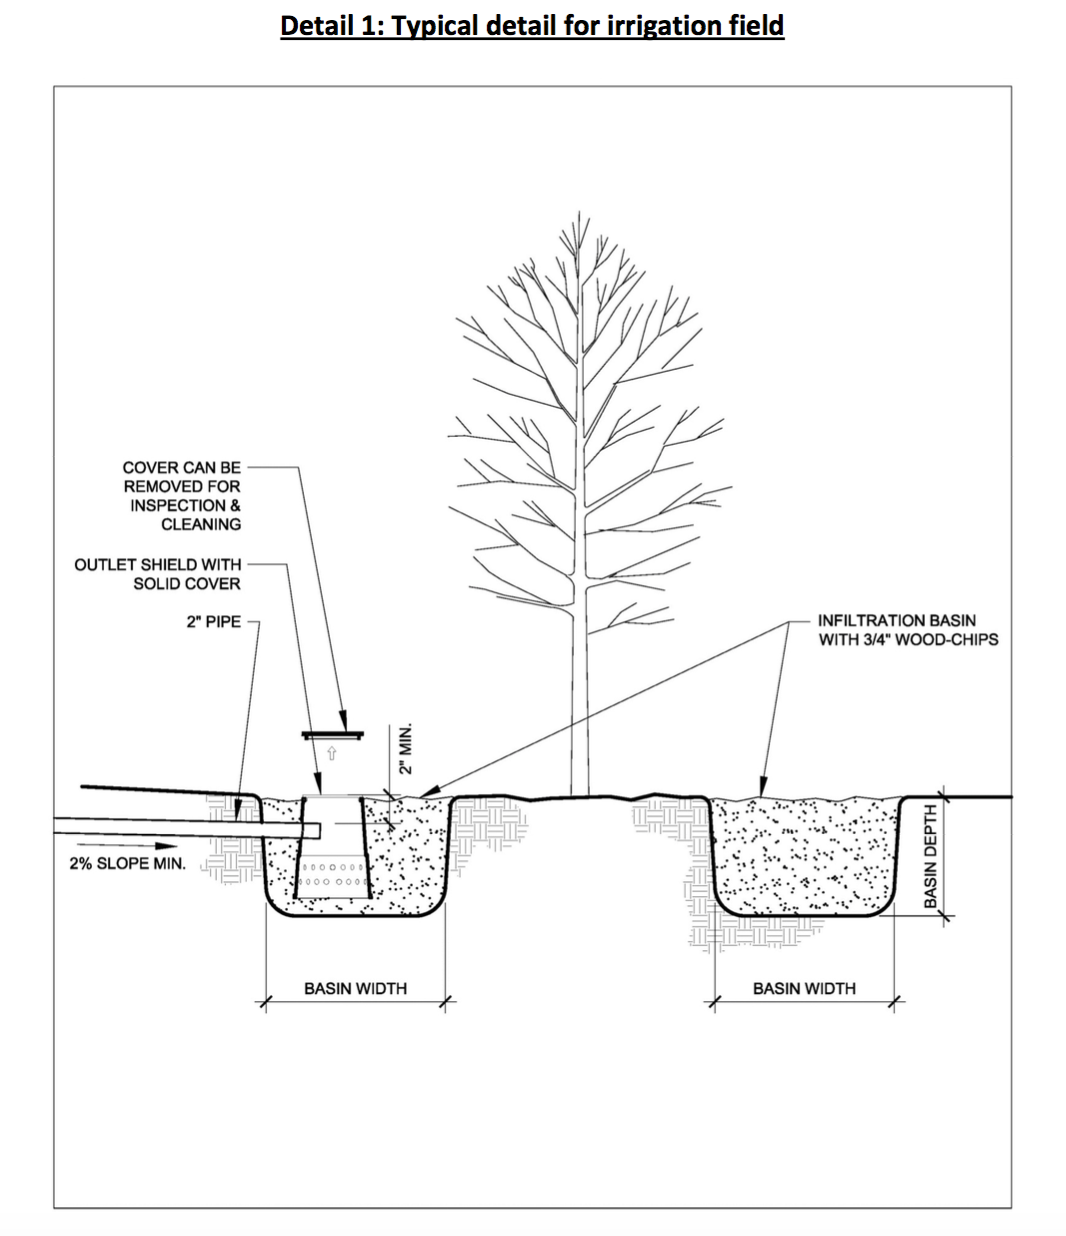 Detail 1: Typical detail for irrigation field
COVER CAN BE
REMOVED FOR
INSPECTION &
CLEANING
OUTLET SHIELD WITH
SOLID COVER
2" PIPE
INFILTRATION BASIN
WITH 3/4" WOOD-CHIPS
2" MIN.
2% SLOPE MIN.
BASIN DEPTH
BASIN WIDTH
BASIN WIDTH